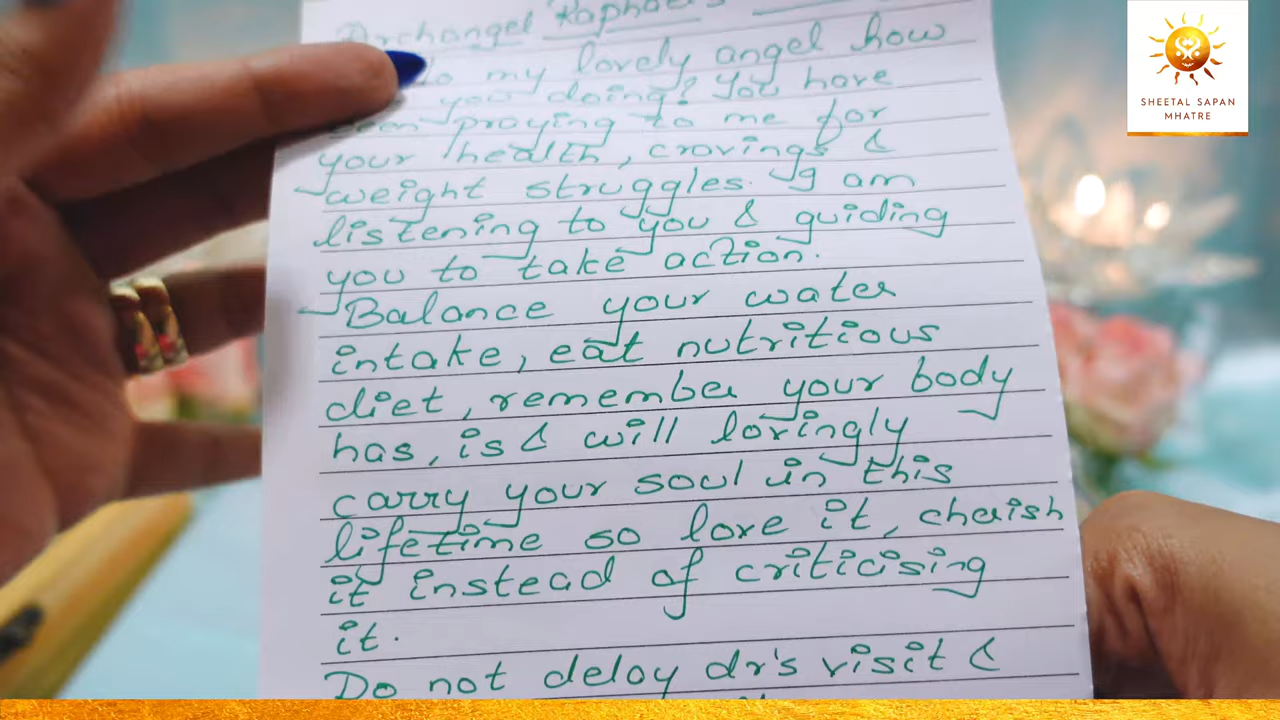 Archangel Raphael's
to my lovely angel how
you doing? You have
been praying to me for
your health, cravings &
weight struggles. I am
listening to you & guiding
you to take action.
Balance your water
intake, eat nutritious
diet, remember your body
has, is & will lovingly
carry your soul in this
lifetime so love it, cherish
it instead of criticising
it.
Do not delay dr's visit &
SHEETAL SAPAN
MHATRE